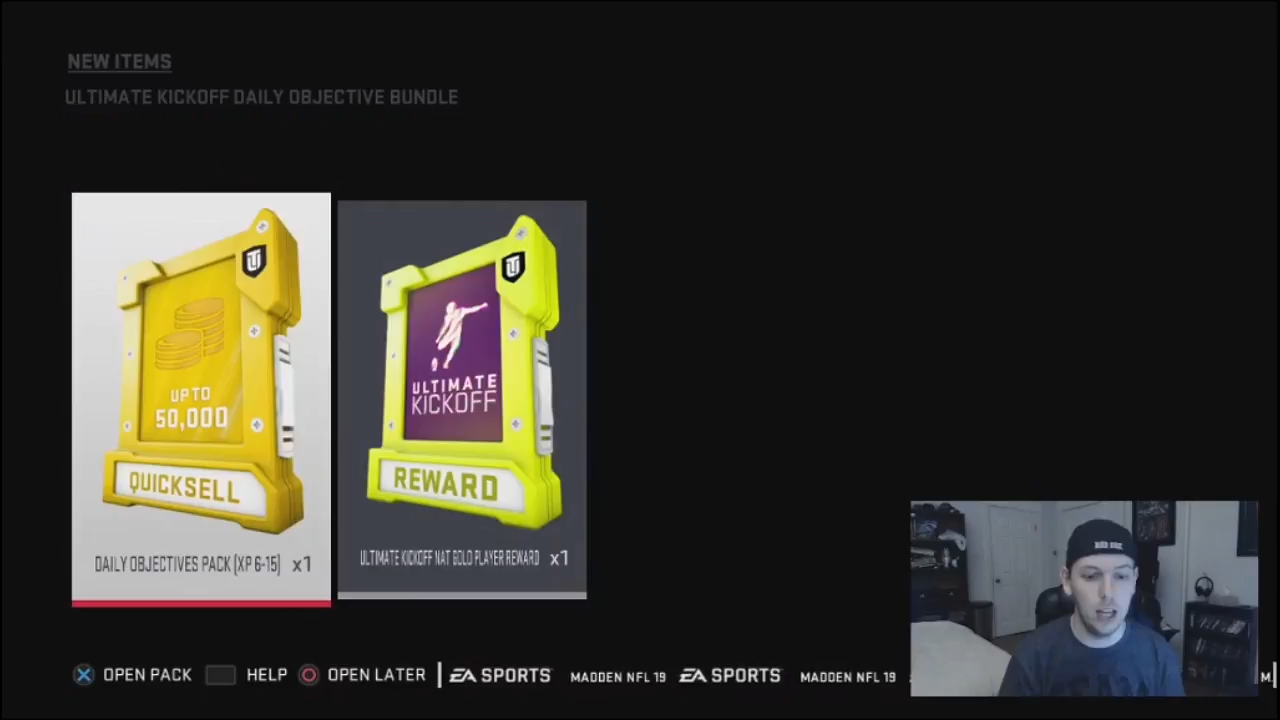 NEW ITEMS
ULTIMATE KICKOFF DAILY OBJECTIVE BUNDLE
UP TO
50,000
QUICKSELL
DAILY OBJECTIVES PACK (XP 6-15) x1
ULTIMATE
KICKOFF
REWARD
ULTIMATE KICKOFF NAT GOLD PLAYER REWARD x1
OPEN PACK HELP OPEN LATER EA SPORTS MADDEN NFL 19 EA SPORTS MADDEN NFL 19 M